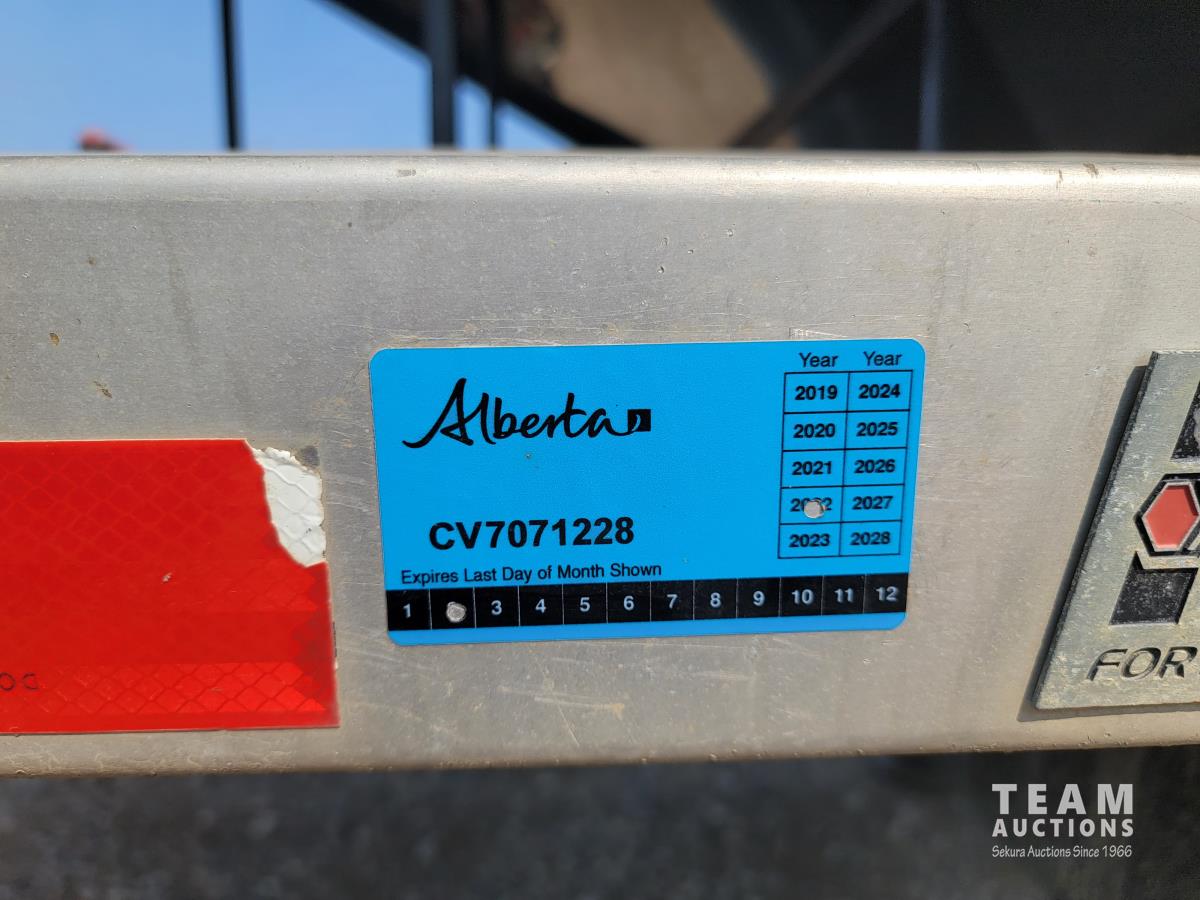 Alberta
Year Year
2019 2024
2020 2025
2021 2026
2022 2027
2023 2028
CV7071228
Expires Last Day of Month Shown
1 3 4 5 6 7 8 9 10 11 12
FOR
TEAM
AUCTIONS
Sekura Auctions Since 1966